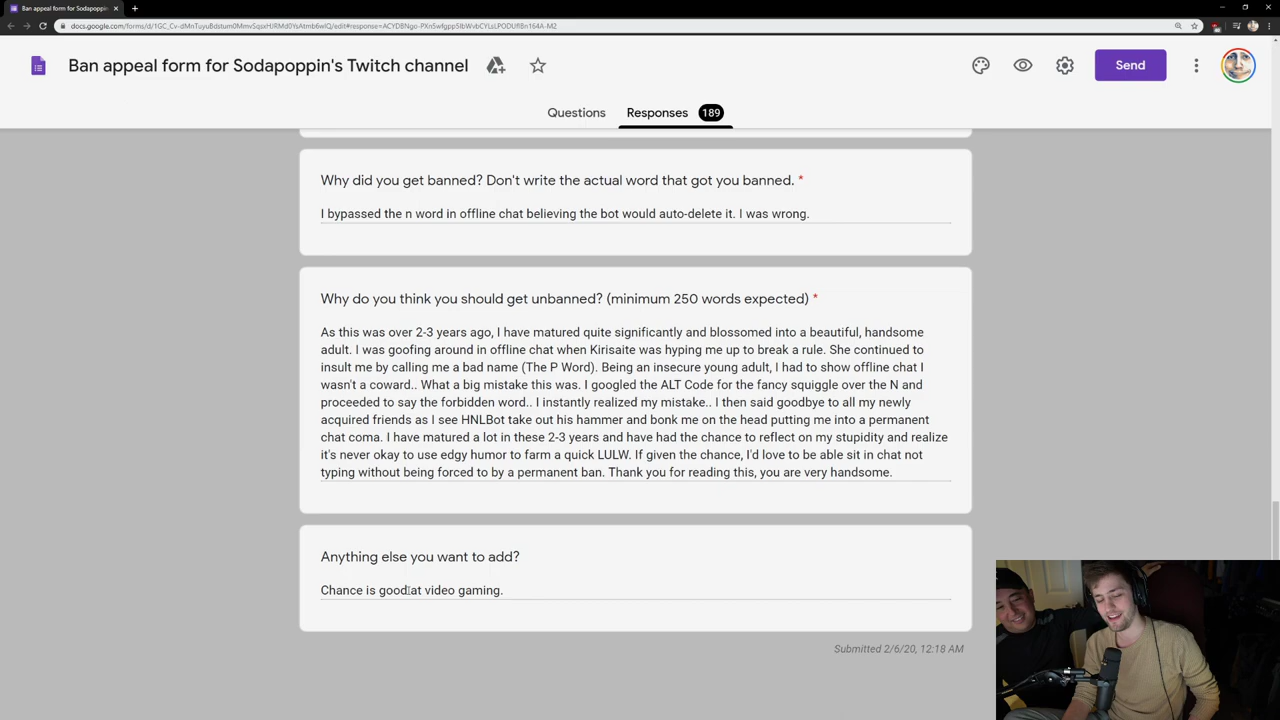 Ban appeal form for Sodapoppin
docs.google.com/forms/d/
Ban appeal form for Sodapoppin's Twitch channel
Send
Questions
Responses
189
Why did you get banned? Don't write the actual word that got you banned. *
I bypassed the n word in offline chat believing the bot would auto-delete it. I was wrong.
Why do you think you should get unbanned? (minimum 250 words expected) *
As this was over 2-3 years ago, I have matured quite significantly and blossomed into a beautiful, handsome
adult. I was goofing around in offline chat when Kirisaite was hyping me up to break a rule. She continued to
insult me by calling me a bad name (The P Word). Being an insecure young adult, I had to show offline chat I
wasn't a coward.. What a big mistake this was. I googled the ALT Code for the fancy squiggle over the N and
proceeded to say the forbidden word.. I instantly realized my mistake.. I then said goodbye to all my newly
acquired friends as I see HNLBot take out his hammer and bonk me on the head putting me into a permanent
chat coma. I have matured a lot in these 2-3 years and have had the chance to reflect on my stupidity and realize
it's never okay to use edgy humor to farm a quick LULW. If given the chance, I'd love to be able sit in chat not
typing without being forced to by a permanent ban. Thank you for reading this, you are very handsome.
Anything else you want to add?
Chance is good at video gaming.
Submitted 2/6/20, 12:18 AM